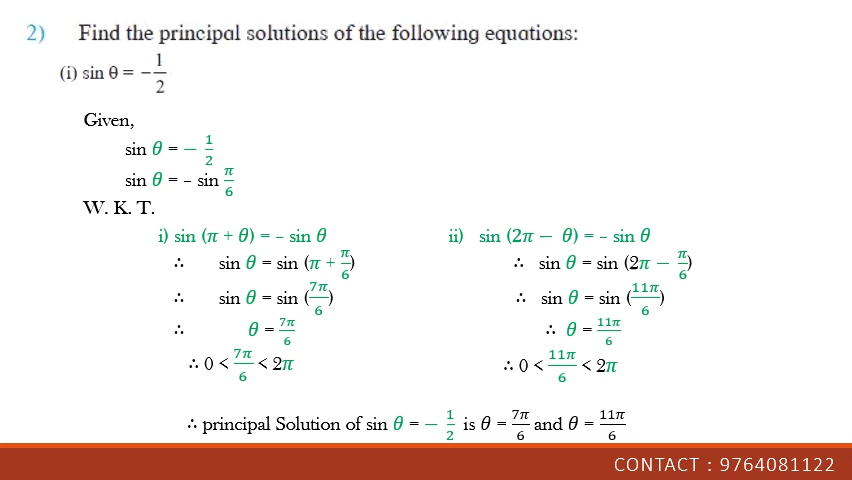 2) Find the principal solutions of the following equations:
(i) sin θ = −1/2
Given,
sin θ = − 1/2
sin θ = – sin π/6
W. K. T.
i) sin (π + θ) = – sin θ
∴ sin θ = sin (π + π/6)
∴ sin θ = sin (7π/6)
∴ θ = 7π/6
∴ 0 < 7π/6 < 2π
ii) sin (2π − θ) = – sin θ
∴ sin θ = sin (2π − π/6)
∴ sin θ = sin (11π/6)
∴ θ = 11π/6
∴ 0 < 11π/6 < 2π
∴ principal Solution of sin θ = − 1/2 is θ = 7π/6 and θ = 11π/6
CONTACT : 9764081122